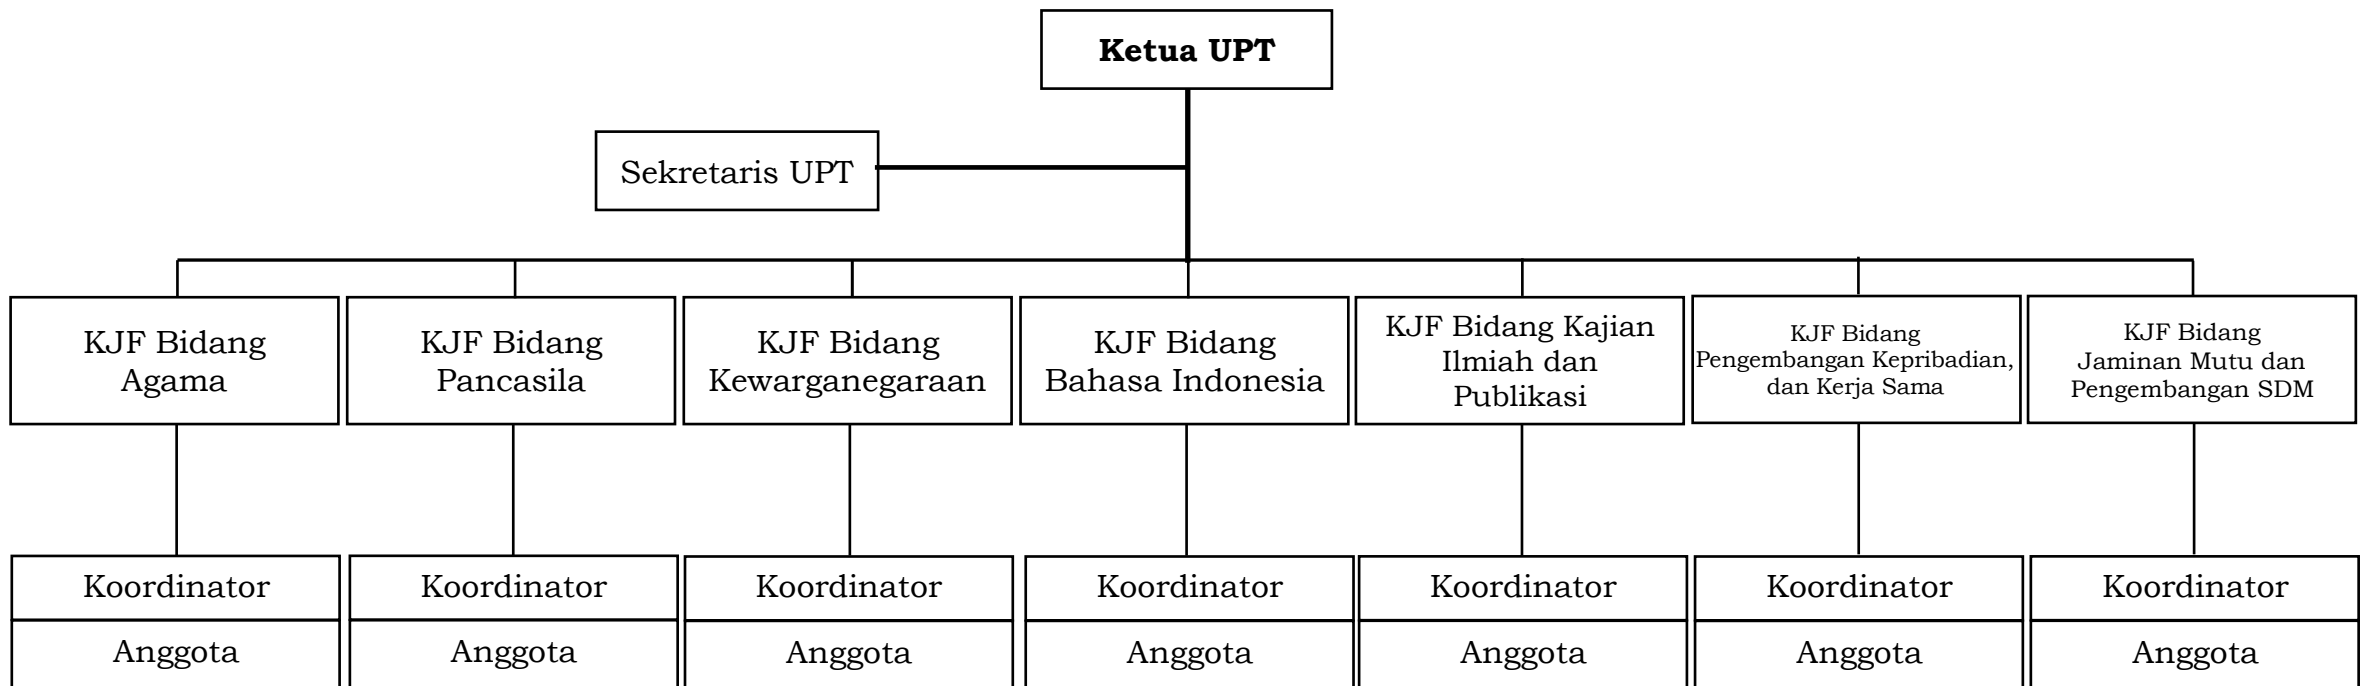 Ketua UPT
Sekretaris UPT
KJF Bidang
Agama
KJF Bidang
Pancasila
KJF Bidang
Kewarganegaraan
KJF Bidang
Bahasa Indonesia
KJF Bidang Kajian
Ilmiah dan
Publikasi
KJF Bidang
Pengembangan Kepribadian,
dan Kerja Sama
KJF Bidang
Jaminan Mutu dan
Pengembangan SDM
Koordinator
Anggota
Koordinator
Anggota
Koordinator
Anggota
Koordinator
Anggota
Koordinator
Anggota
Koordinator
Anggota
Koordinator
Anggota